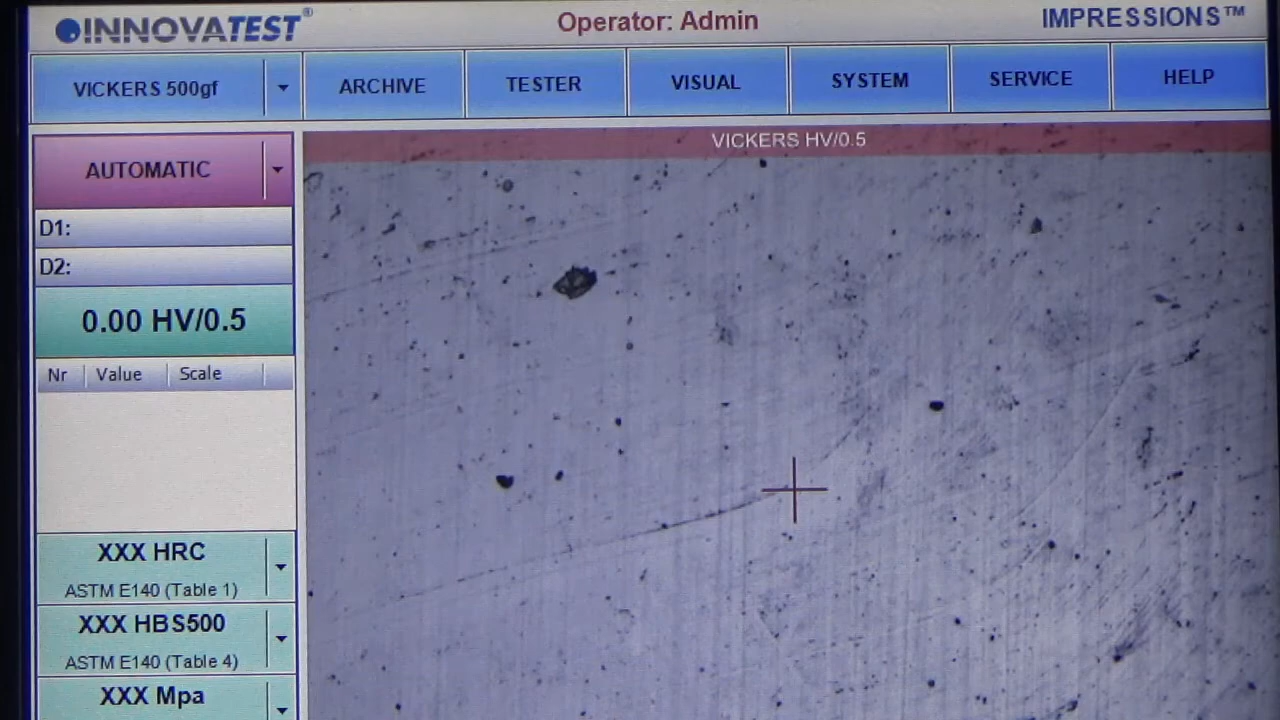 INNOVATEST®
Operator: Admin
IMPRESSIONS™
VICKERS 500gf
ARCHIVE
TESTER
VISUAL
SYSTEM
SERVICE
HELP
AUTOMATIC
VICKERS HV/0.5
D1:
D2:
0.00 HV/0.5
Nr Value Scale
XXX HRC
ASTM E140 (Table 1)
XXX HBS500
ASTM E140 (Table 4)
XXX Mpa